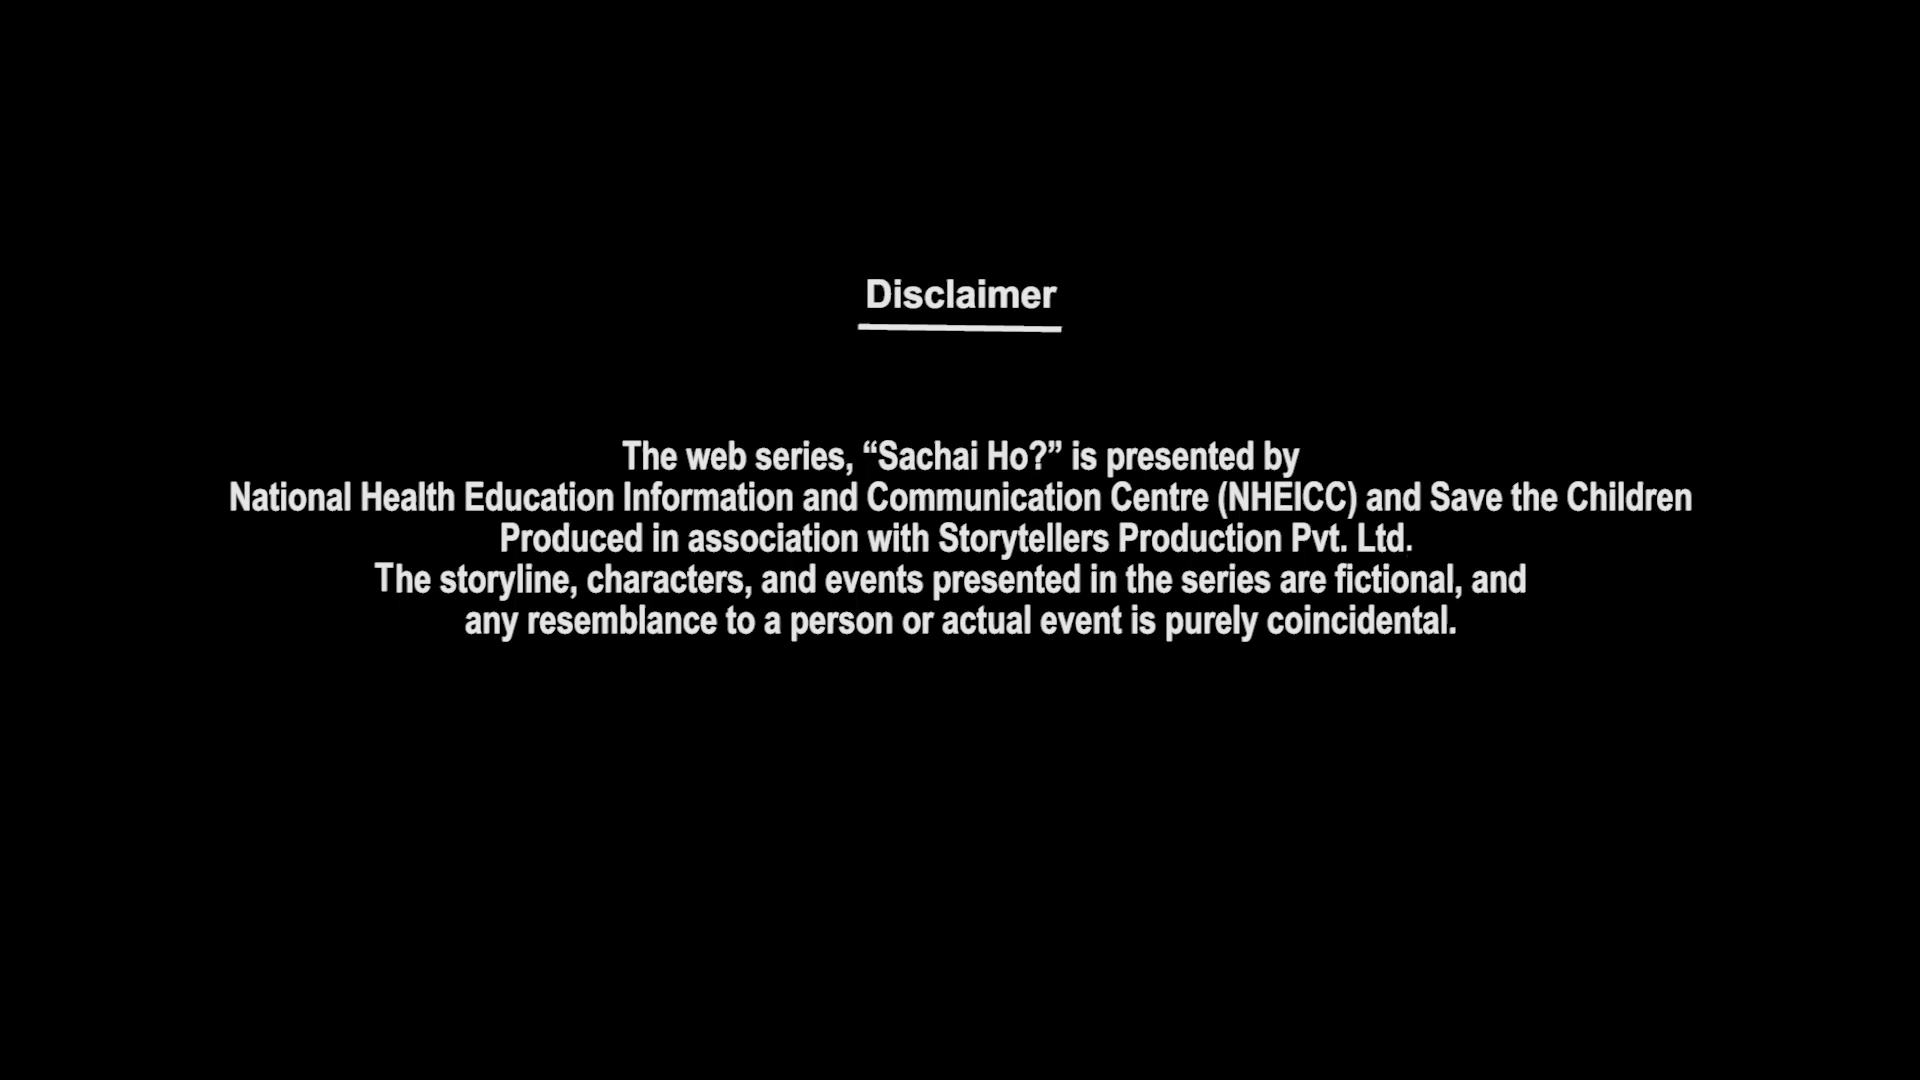 Disclaimer
The web series, “Sachai Ho?” is presented by
National Health Education Information and Communication Centre (NHEICC) and Save the Children
Produced in association with Storytellers Production Pvt. Ltd.
The storyline, characters, and events presented in the series are fictional, and
any resemblance to a person or actual event is purely coincidental.